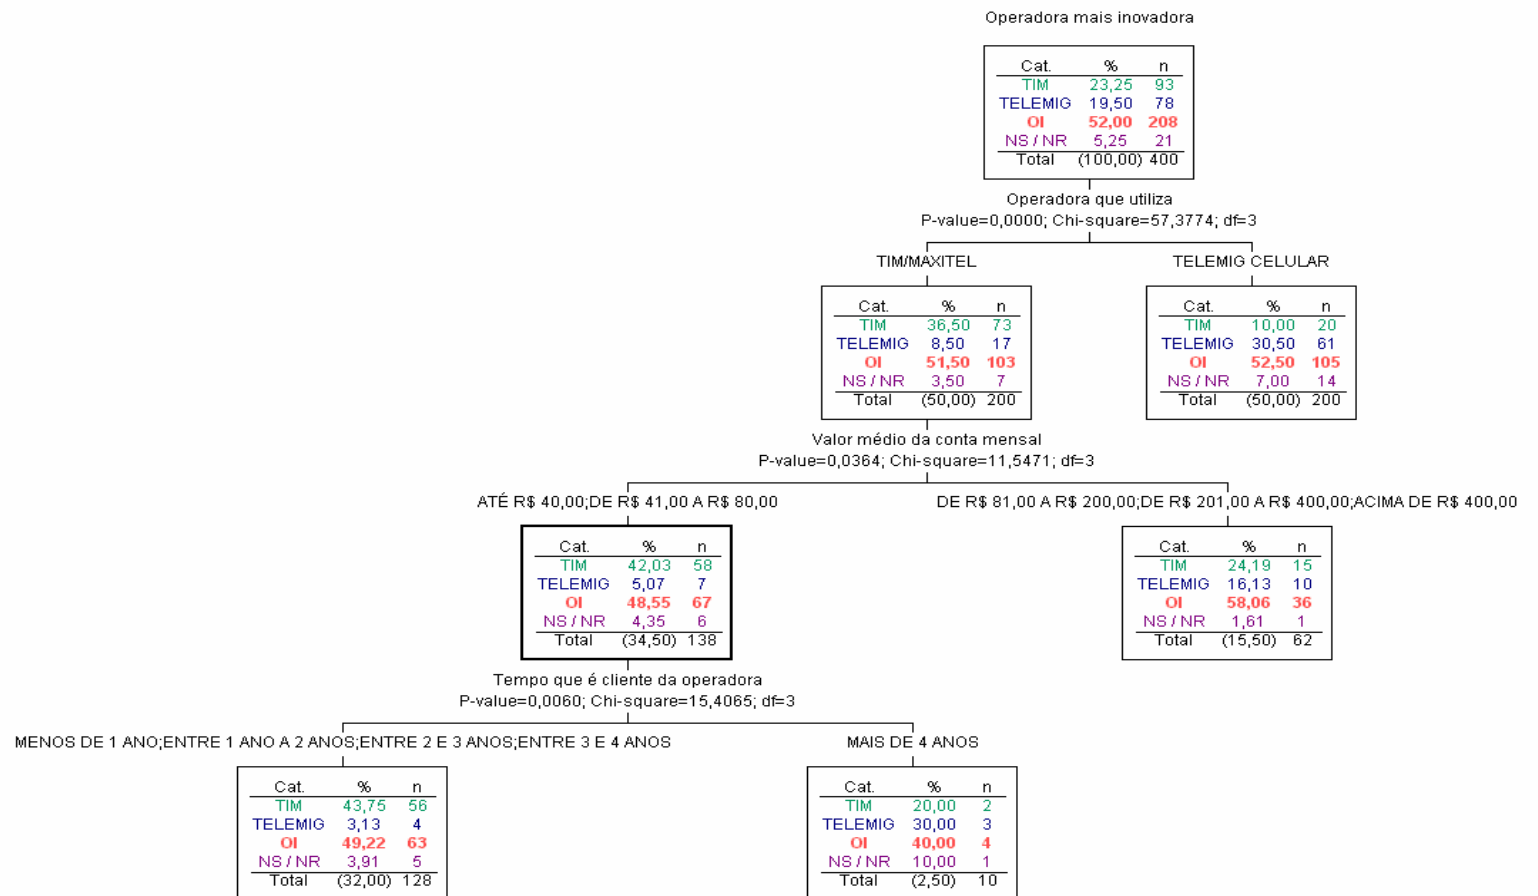 Operadora mais inovadora
Cat. % n
TIM 23,25 93
TELEMIG 19,50 78
OI 52,00 208
NS / NR 5,25 21
Total (100,00) 400
Operadora que utiliza
P-value=0,0000; Chi-square=57,3774; df=3
TIM/MAXITEL
TELEMIG CELULAR
Cat. % n
TIM 36,50 73
TELEMIG 8,50 17
OI 51,50 103
NS / NR 3,50 7
Total (50,00) 200
Cat. % n
TIM 10,00 20
TELEMIG 30,50 61
OI 52,50 105
NS / NR 7,00 14
Total (50,00) 200
Valor médio da conta mensal
P-value=0,0364; Chi-square=11,5471; df=3
ATÉ R$ 40,00;DE R$ 41,00 A R$ 80,00
DE R$ 81,00 A R$ 200,00;DE R$ 201,00 A R$ 400,00;ACIMA DE R$ 400,00
Cat. % n
TIM 42,03 58
TELEMIG 5,07 7
OI 48,55 67
NS / NR 4,35 6
Total (34,50) 138
Cat. % n
TIM 24,19 15
TELEMIG 16,13 10
OI 58,06 36
NS / NR 1,61 1
Total (15,50) 62
Tempo que é cliente da operadora
P-value=0,0060; Chi-square=15,4065; df=3
MENOS DE 1 ANO;ENTRE 1 ANO A 2 ANOS;ENTRE 2 E 3 ANOS;ENTRE 3 E 4 ANOS
MAIS DE 4 ANOS
Cat. % n
TIM 43,75 56
TELEMIG 3,13 4
OI 49,22 63
NS / NR 3,91 5
Total (32,00) 128
Cat. % n
TIM 20,00 2
TELEMIG 30,00 3
OI 40,00 4
NS / NR 10,00 1
Total (2,50) 10